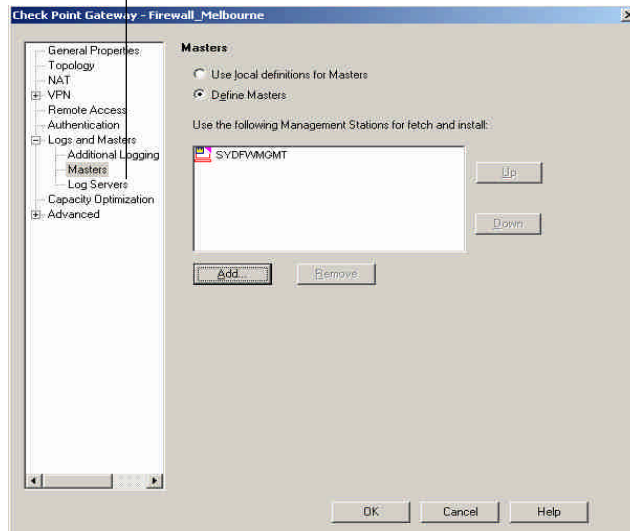 Check Point Gateway - Firewall_Melbourne
General Properties
Topology
NAT
VPN
Remote Access
Authentication
Logs and Masters
Additional Logging
Masters
Log Servers
Capacity Optimization
Advanced
Masters
Use local definitions for Masters
Define Masters
Use the following Management Stations for fetch and install:
SYDFWMGMT
Up
Down
Add...
Remove
OK
Cancel
Help